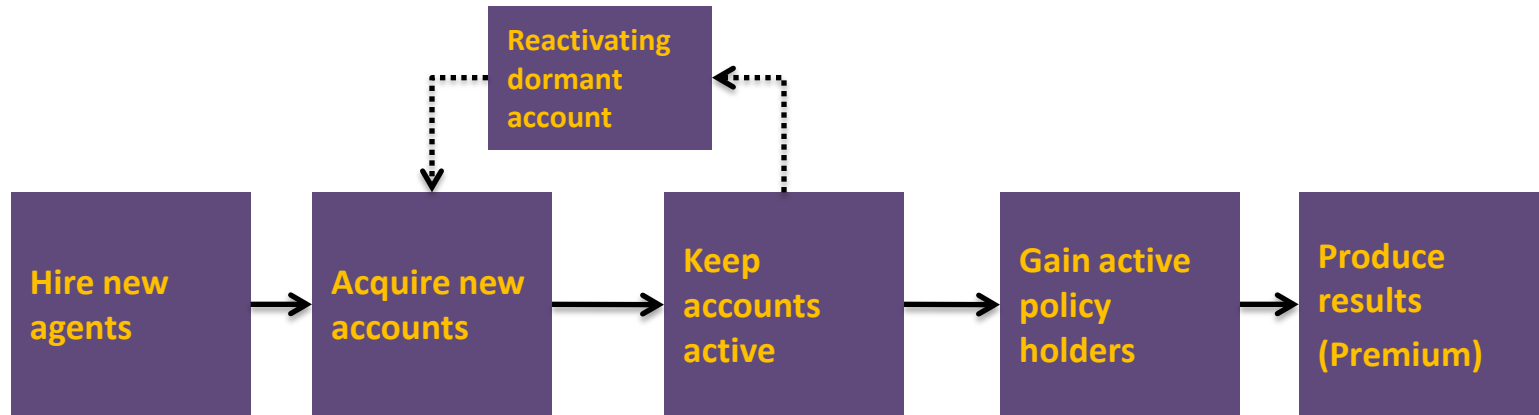 Reactivating
dormant
account
Hire new
agents
Acquire new
accounts
Keep
accounts
active
Gain active
policy
holders
Produce
results
(Premium)